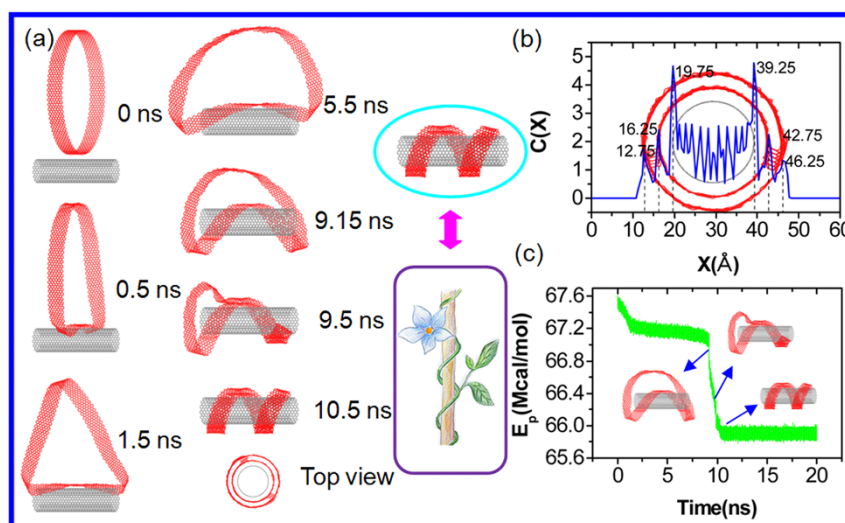 (a)
0 ns
0.5 ns
1.5 ns
5.5 ns
9.15 ns
9.5 ns
10.5 ns
Top view
(b)
C(X)
5
4
3
2
1
0
19.75
39.25
16.25
12.75
42.75
46.25
0 10 20 30 40 50 60
X(Å)
(c)
Ep(Mcal/mol)
67.6
67.2
66.8
66.4
66.0
65.6
0 5 10 15 20
Time(ns)